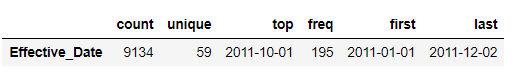 count unique top freq first last
Effective_Date 9134 59 2011-10-01 195 2011-01-01 2011-12-02